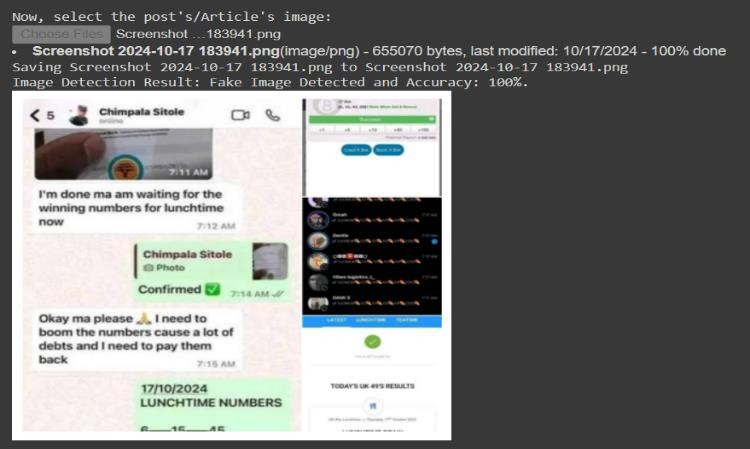 Now, select the post's/Article's image:
Choose Files Screenshot ...183941.png
• Screenshot 2024-10-17 183941.png(image/png) - 655070 bytes, last modified: 10/17/2024 - 100% done
Saving Screenshot 2024-10-17 183941.png to Screenshot 2024-10-17 183941.png
Image Detection Result: Fake Image Detected and Accuracy: 100%.
5 Chimpala Sitole
online
7:11 AM
I'm done ma am waiting for the
winning numbers for lunchtime
now
7:12 AM
Chimpala Sitole
Photo
Confirmed ✅ 7:14 AM
Okay ma please 🙏 I need to
boom the numbers cause a lot of
debts and I need to pay them
back
7:15 AM
17/10/2024
LUNCHTIME NUMBERS
6—15—45
LATEST LUNCHTIME TEATIME
TODAY'S UK 49'S RESULTS